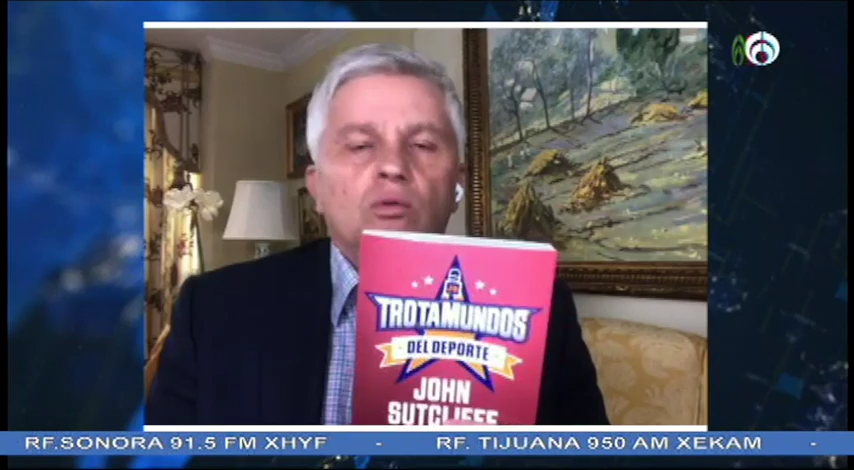 TROTAMUNDOS
DEL DEPORTE
JOHN
SUTCLIFFE
RF.SONORA 91.5 FM XHYF - RF. TIJUANA 950 AM XEKAM -